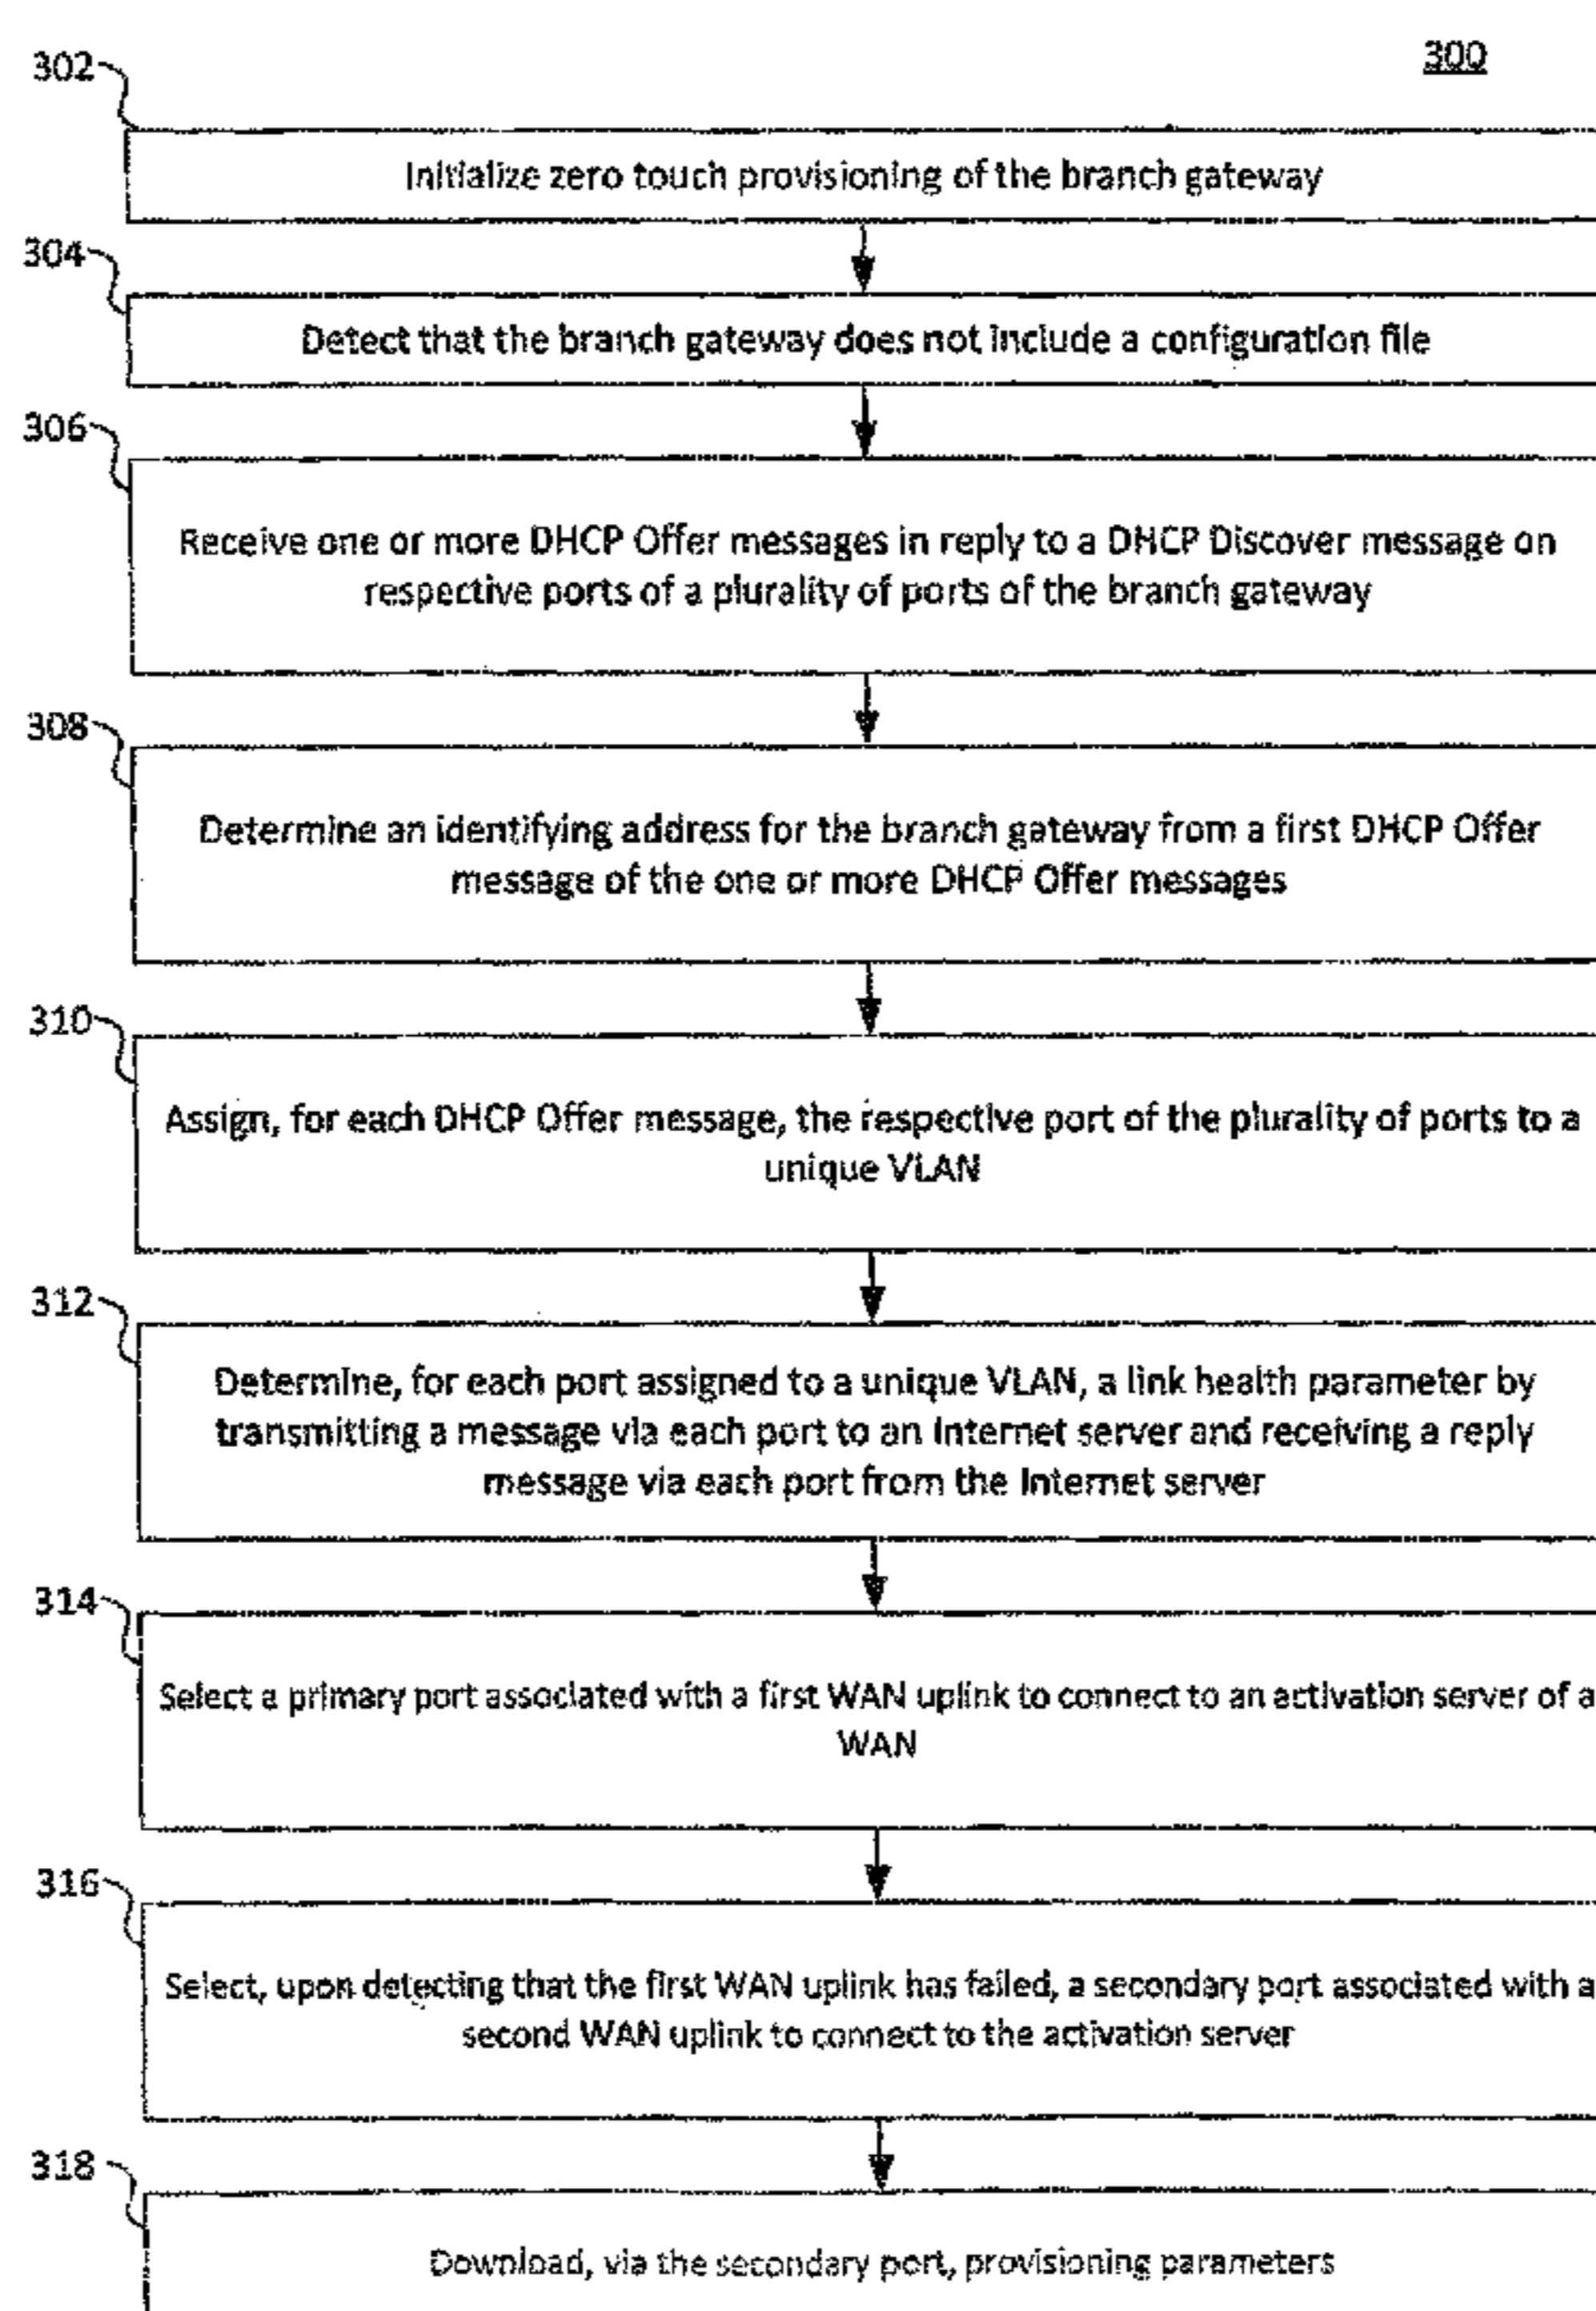 300
302
Initialize zero touch provisioning of the branch gateway
304
Detect that the branch gateway does not include a configuration file
306
Receive one or more DHCP Offer messages in reply to a DHCP Discover message on
respective ports of a plurality of ports of the branch gateway
308
Determine an identifying address for the branch gateway from a first DHCP Offer
message of the one or more DHCP Offer messages
310
Assign, for each DHCP Offer message, the respective port of the plurality of ports to a
unique VLAN
312
Determine, for each port assigned to a unique VLAN, a link health parameter by
transmitting a message via each port to an Internet server and receiving a reply
message via each port from the Internet server
314
Select a primary port associated with a first WAN uplink to connect to an activation server of a
WAN
316
Select, upon detecting that the first WAN uplink has failed, a secondary port associated with a
second WAN uplink to connect to the activation server
318
Download, via the secondary port, provisioning parameters